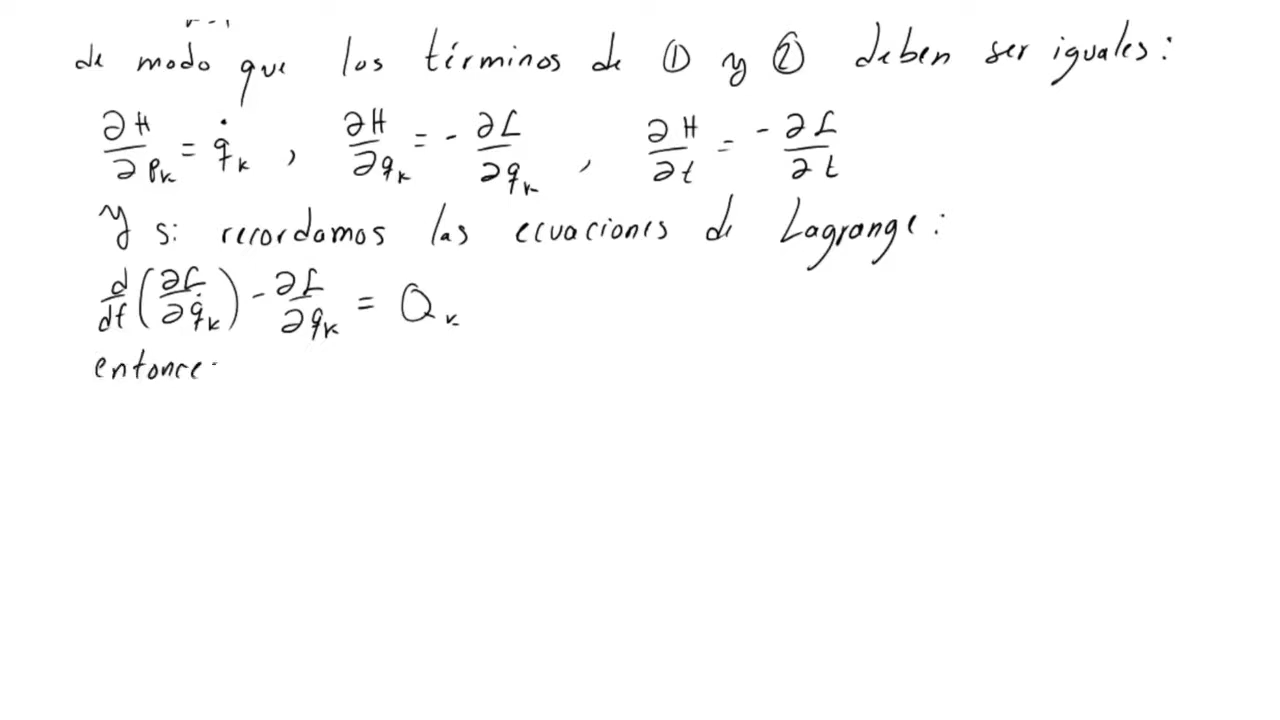 de modo que los términos de ① y ② deben ser iguales:
∂H/∂p_k = q̇_k , ∂H/∂q_k = - ∂L/∂q_k , ∂H/∂t = - ∂L/∂t
Y si recordamos las ecuaciones de Lagrange:
d/dt (∂L/∂q̇_k) - ∂L/∂q_k = Q_k
entonce